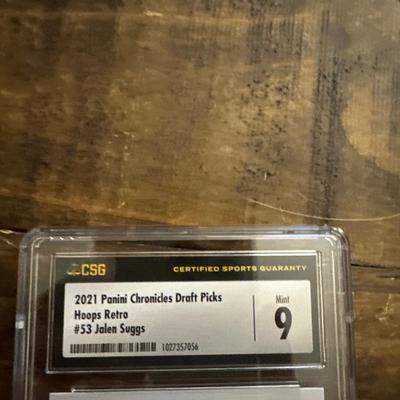 CSG
CERTIFIED SPORTS GUARANTY
2021 Panini Chronicles Draft Picks
Hoops Retro
#53 Jalen Suggs
Mint
9
1027357056